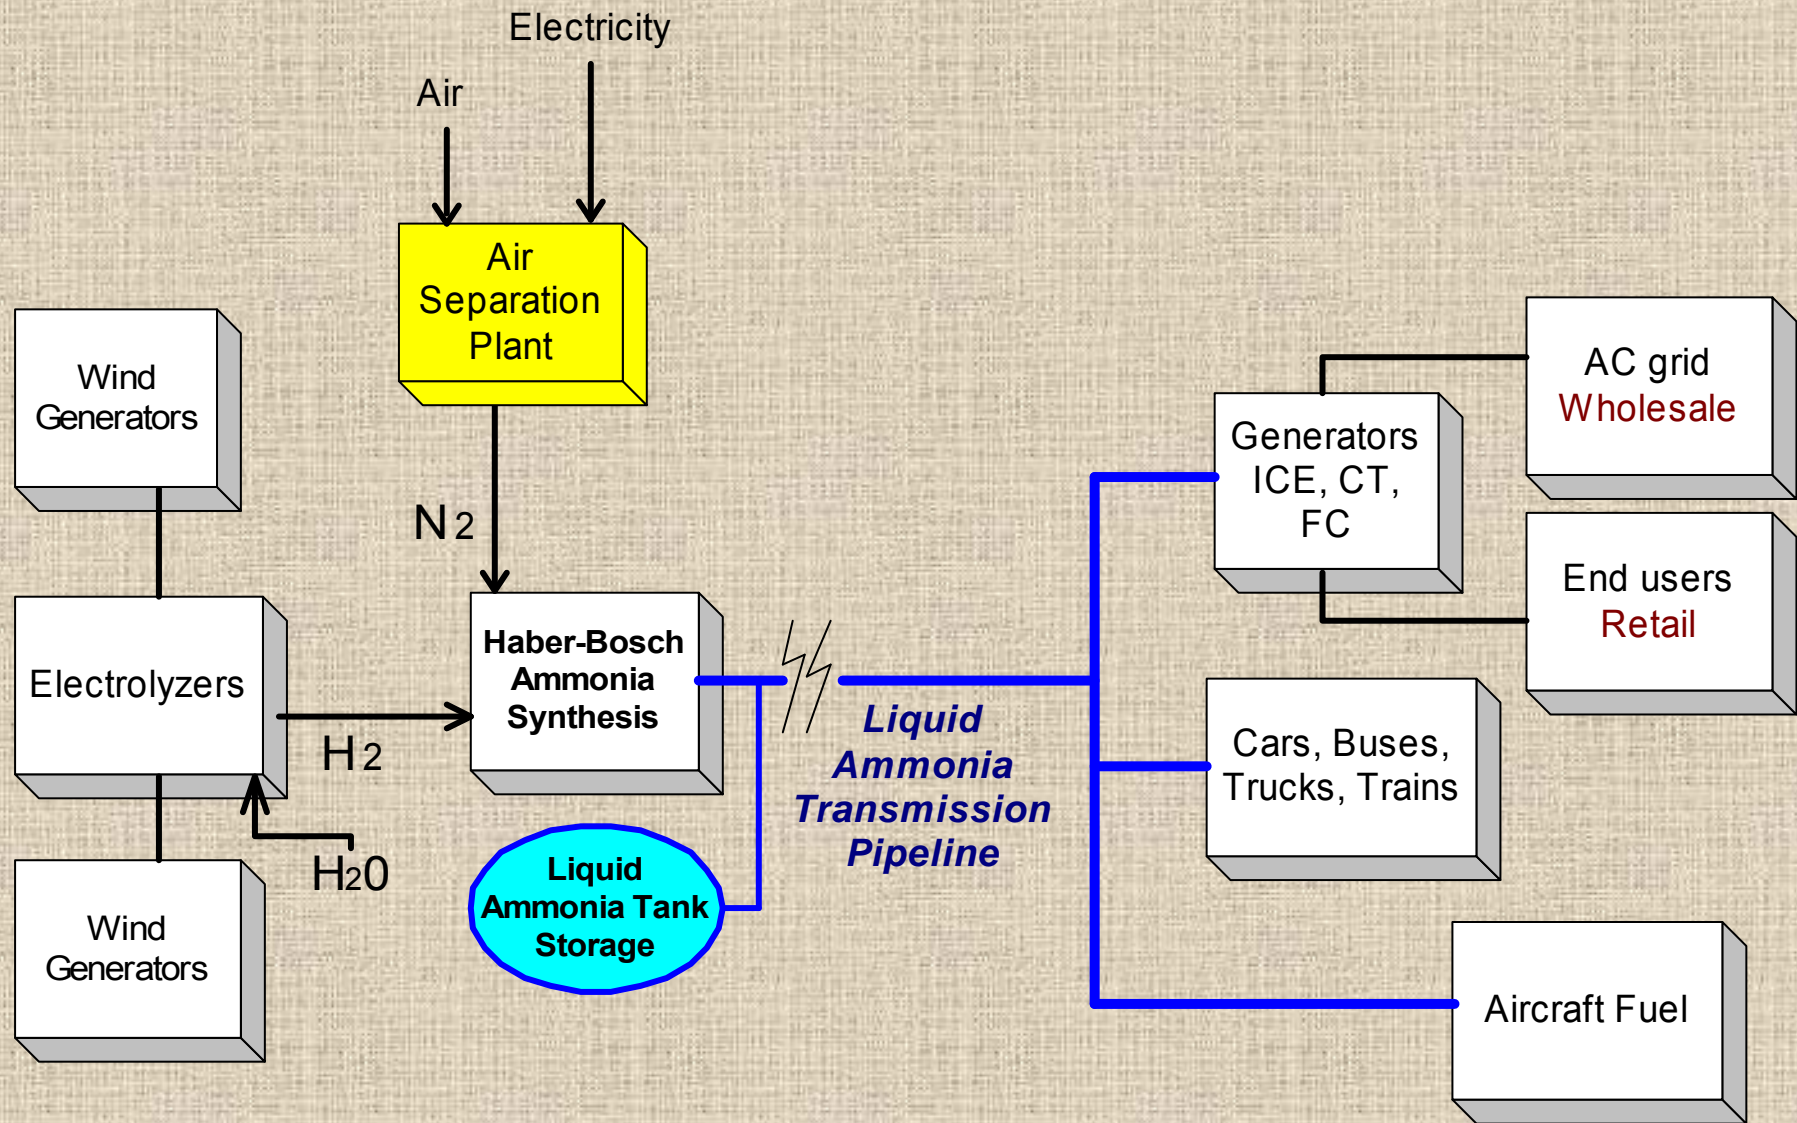 Electricity
Air
Air
Separation
Plant
Wind
Generators
N2
Electrolyzers
H2
H20
Wind
Generators
Haber-Bosch
Ammonia
Synthesis
Liquid
Ammonia Tank
Storage
Liquid
Ammonia
Transmission
Pipeline
Generators
ICE, CT,
FC
AC grid
Wholesale
End users
Retail
Cars, Buses,
Trucks, Trains
Aircraft Fuel